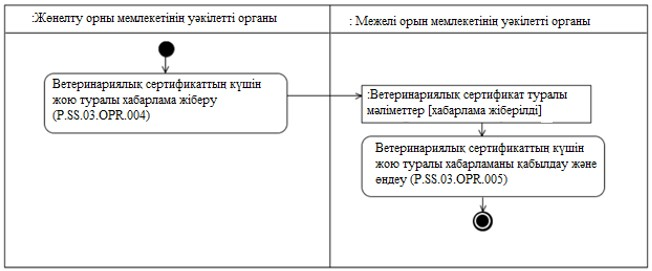 :Жөнелту орны мемлекетінің уәкілетті органы
: Межелі орын мемлекетінің уәкілетті органы
Ветеринариялық сертификаттың күшін
жою туралы хабарлама жіберу
(P.SS.03.OPR.004)
:Ветеринариялық сертификат туралы
мәліметтер [хабарлама жіберілді]
Ветеринариялық сертификаттың күшін
жою туралы хабарламаны қабылдау және
өңдеу (P.SS.03.OPR.005)